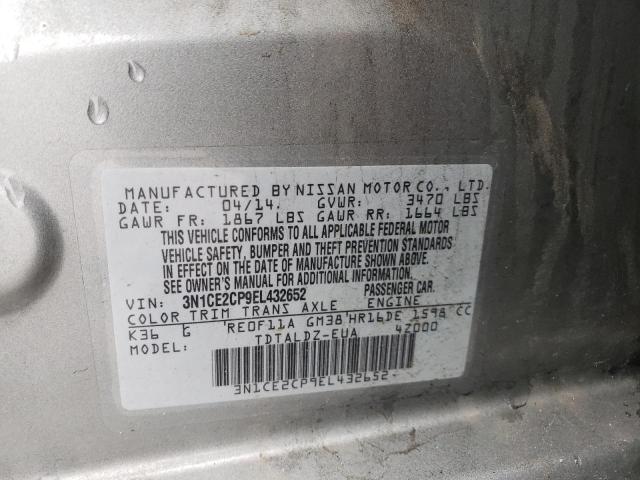 MANUFACTURED BY NISSAN MOTOR CO., LTD.
DATE: 04/14. GVWR: 3470 LBS
GAWR FR: 1867 LBS GAWR RR: 1664 LBS
THIS VEHICLE CONFORMS TO ALL APPLICABLE FEDERAL MOTOR
VEHICLE SAFETY, BUMPER AND THEFT PREVENTION STANDARDS
IN EFFECT ON THE DATE OF MANUFACTURE SHOWN ABOVE.
SEE OWNER'S MANUAL FOR ADDITIONAL INFORMATION.
VIN: 3N1CE2CP9EL432652 PASSENGER CAR.
COLOR TRIM TRANS AXLE ENGINE
K36 G 'RE0F11A GM38'HR16DE 1598 CC
MODEL: TDTALDZ-EUA 4Z000
3N1CE2CP9EL432652